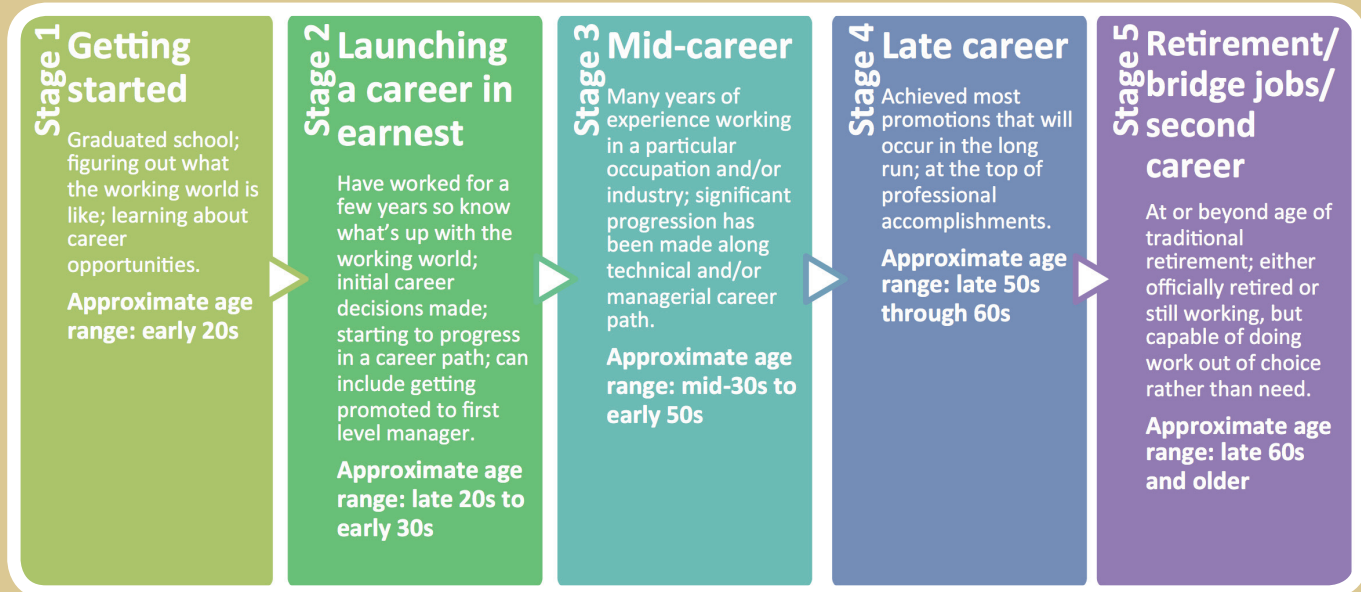 Stage 1
Getting
started
Graduated school;
figuring out what
the working world is
like; learning about
career
opportunities.
Approximate age
range: early 20s
Stage 2
Launching
a career in
earnest
Have worked for a
few years so know
what’s up with the
working world;
initial career
decisions made;
starting to progress
in a career path; can
include getting
promoted to first
level manager.
Approximate age
range: late 20s to
early 30s
Stage 3
Mid-career
Many years of
experience working
in a particular
occupation and/or
industry; significant
progression has
been made along
technical and/or
managerial career
path.
Approximate age
range: mid-30s to
early 50s
Stage 4
Late career
Achieved most
promotions that will
occur in the long
run; at the top of
professional
accomplishments.
Approximate age
range: late 50s
through 60s
Stage 5
Retirement/
bridge jobs/
second
career
At or beyond age of
traditional
retirement; either
officially retired or
still working, but
capable of doing
work out of choice
rather than need.
Approximate age
range: late 60s
and older